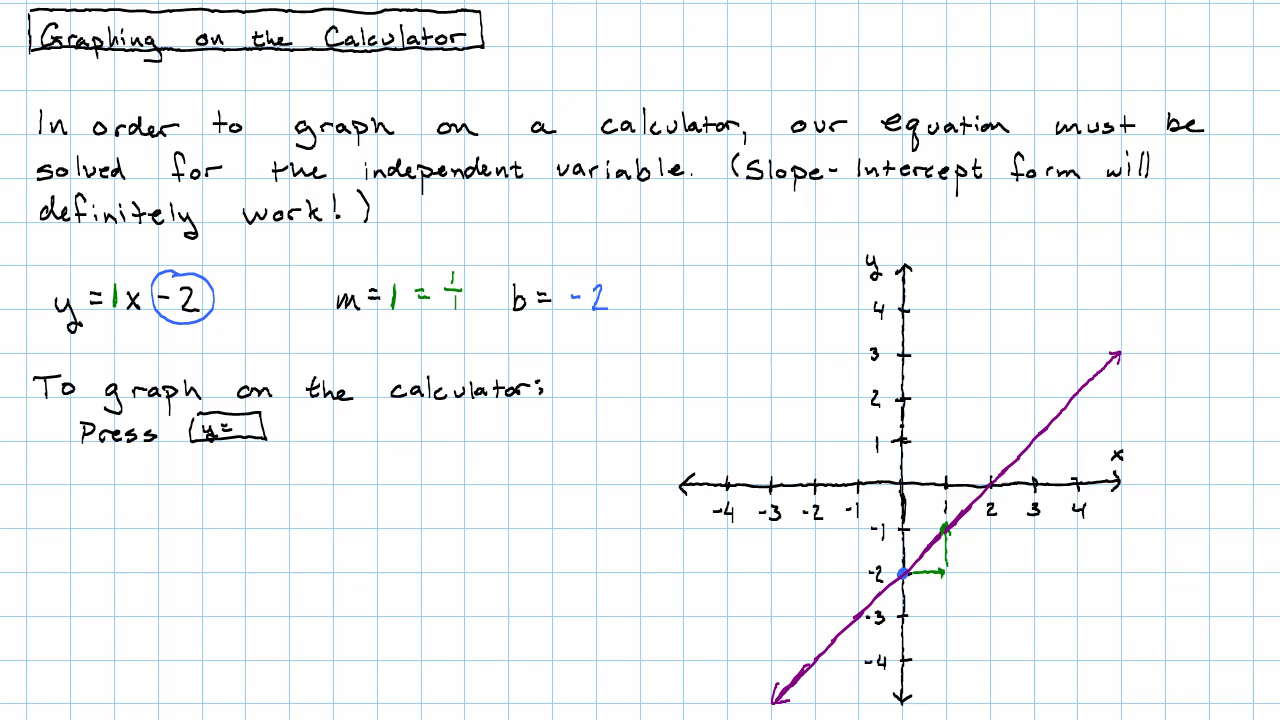 Graphing on the Calculator
In order to graph on a calculator, our equation must be
solved for the independent variable. (Slope-Intercept form will
definitely work!)
y = 1x - 2 m = 1 = 1/1 b = -2
To graph on the calculator:
Press y=
y
4
3
2
1
x
-4 -3 -2 -1 1 2 3 4
-1
-2
-3
-4